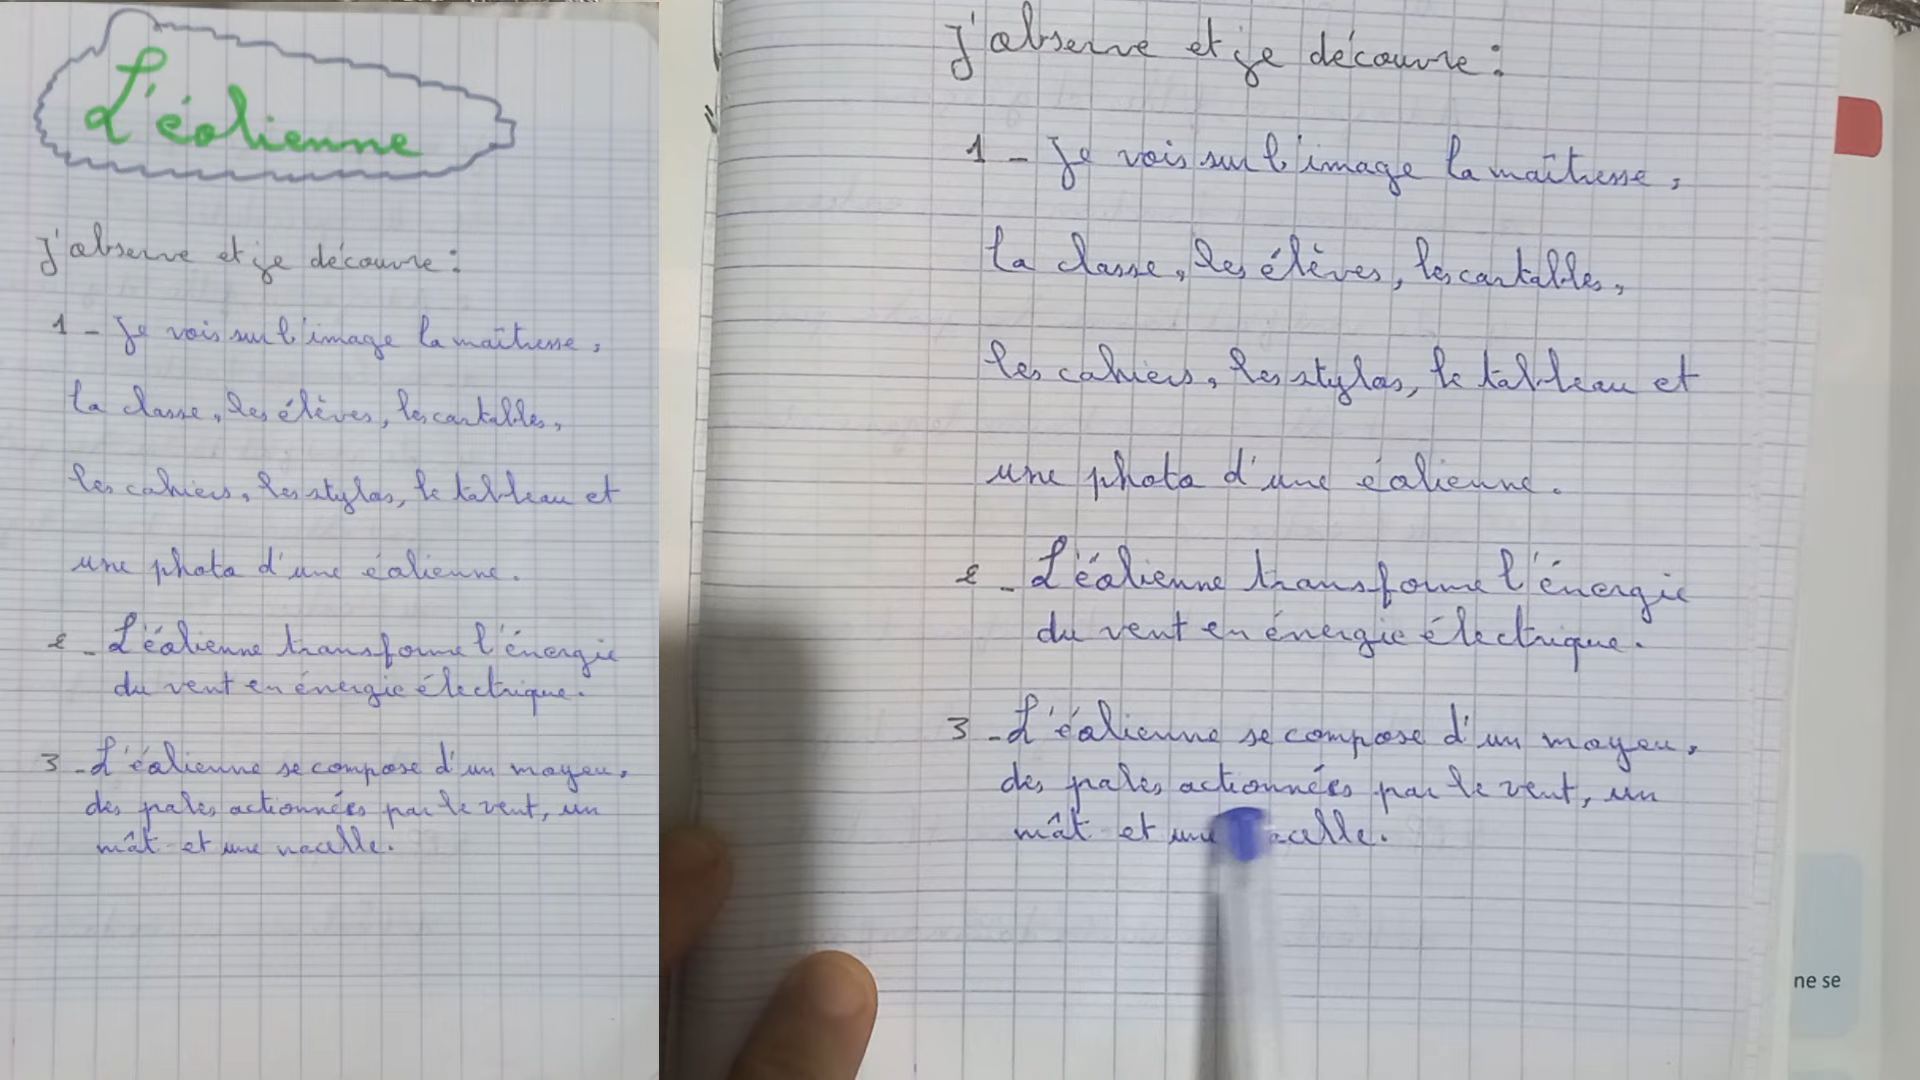 L'éolienne
J'observe et je découvre :
1 - Je vois sur l'image la maîtresse,
la classe, les élèves, les cartables,
les cahiers, les stylos, le tableau et
une photo d'une éolienne.
2 - L'éolienne transforme l'énergie
du vent en énergie électrique.
3 - L'éolienne se compose d'un moyeu,
des pales actionnées par le vent, un
mât et une nacelle.
J'observe et je découvre :
1 - Je vois sur l'image la maîtresse,
la classe, les élèves, les cartables,
les cahiers, les stylos, le tableau et
une photo d'une éolienne.
2 - L'éolienne transforme l'énergie
du vent en énergie électrique.
3 - L'éolienne se compose d'un moyeu,
des pales actionnées par le vent, un
mât et une acelle.
ne se